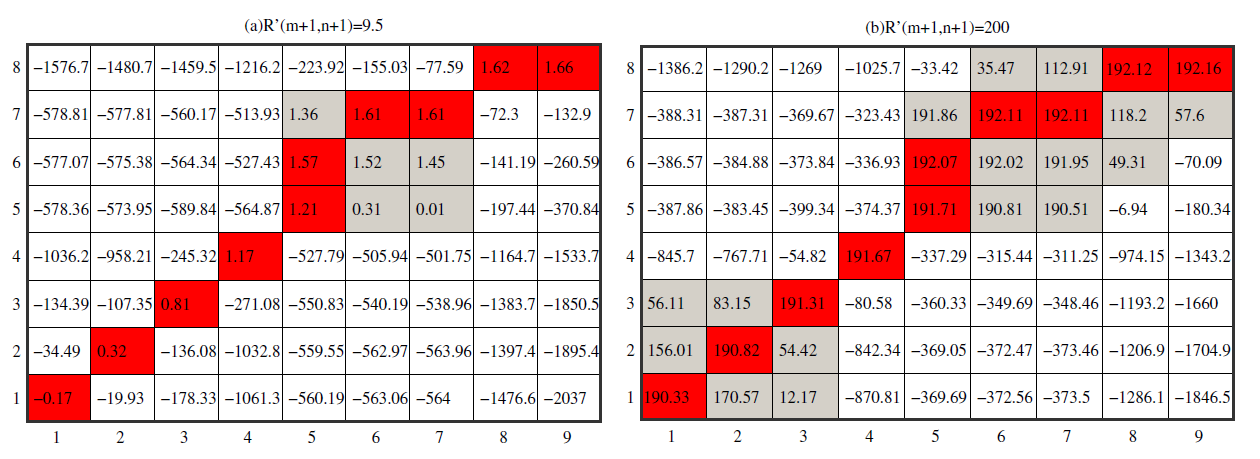 (a)R’(m+1,n+1)=9.5
8 −1576.7 −1480.7 −1459.5 −1216.2 −223.92 −155.03 −77.59 1.62 1.66
7 −578.81 −577.81 −560.17 −513.93 1.36 1.61 1.61 −72.3 −132.9
6 −577.07 −575.38 −564.34 −527.43 1.57 1.52 1.45 −141.19 −260.59
5 −578.36 −573.95 −589.84 −564.87 1.21 0.31 0.01 −197.44 −370.84
4 −1036.2 −958.21 −245.32 1.17 −527.79 −505.94 −501.75 −1164.7 −1533.7
3 −134.39 −107.35 0.81 −271.08 −550.83 −540.19 −538.96 −1383.7 −1850.5
2 −34.49 0.32 −136.08 −1032.8 −559.55 −562.97 −563.96 −1397.4 −1895.4
1 −0.17 −19.93 −178.33 −1061.3 −560.19 −563.06 −564 −1476.6 −2037
1 2 3 4 5 6 7 8 9
(b)R’(m+1,n+1)=200
8 −1386.2 −1290.2 −1269 −1025.7 −33.42 35.47 112.91 192.12 192.16
7 −388.31 −387.31 −369.67 −323.43 191.86 192.11 192.11 118.2 57.6
6 −386.57 −384.88 −373.84 −336.93 192.07 192.02 191.95 49.31 −70.09
5 −387.86 −383.45 −399.34 −374.37 191.71 190.81 190.51 −6.94 −180.34
4 −845.7 −767.71 −54.82 191.67 −337.29 −315.44 −311.25 −974.15 −1343.2
3 56.11 83.15 191.31 −80.58 −360.33 −349.69 −348.46 −1193.2 −1660
2 156.01 190.82 54.42 −842.34 −369.05 −372.47 −373.46 −1206.9 −1704.9
1 190.33 170.57 12.17 −870.81 −369.69 −372.56 −373.5 −1286.1 −1846.5
1 2 3 4 5 6 7 8 9